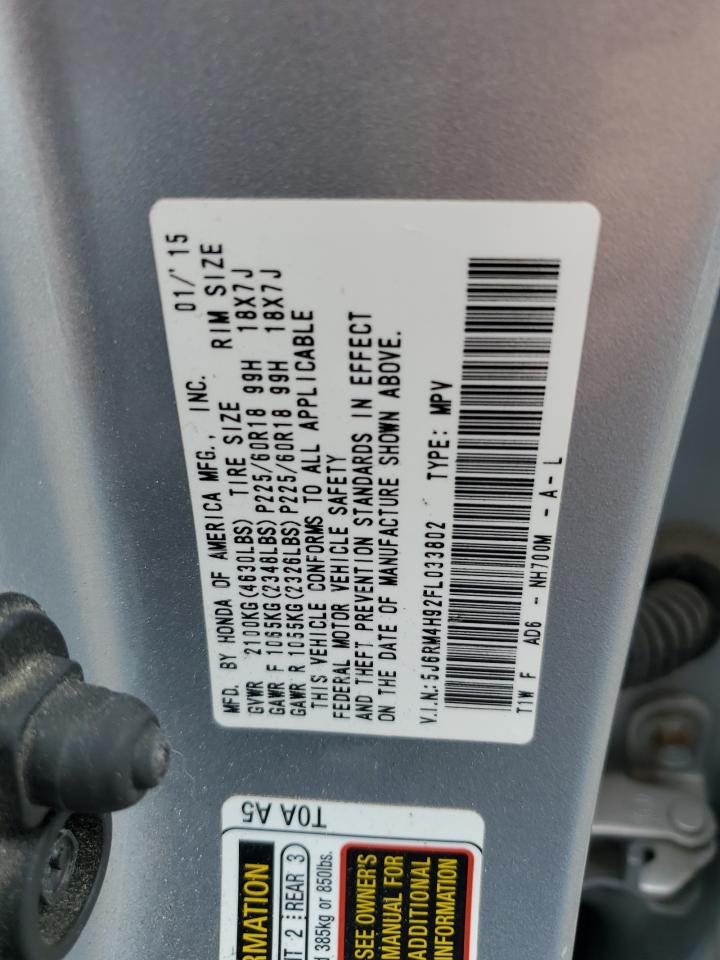 MFD. BY HONDA OF AMERICA MFG., INC. 01/'15
GVWR 2100KG(4630LBS) TIRE SIZE RIM SIZE
GAWR F 1065KG(2348LBS)P225/60R18 99H 18X7J
GAWR R 1055KG(2326LBS)P225/60R18 99H 18X7J
THIS VEHICLE CONFORMS TO ALL APPLICABLE
FEDERAL MOTOR VEHICLE SAFETY
AND THEFT PREVENTION STANDARDS IN EFFECT
ON THE DATE OF MANUFACTURE SHOWN ABOVE.
V.I.N.: 5J6RM4H92FL033802 TYPE: MPV
T1W F AD6 - NH700M - A - L
T0A A5
RMATION
2 REAR 3
385kg or 850lbs.
SEE OWNER'S
MANUAL FOR
ADDITIONAL
INFORMATION